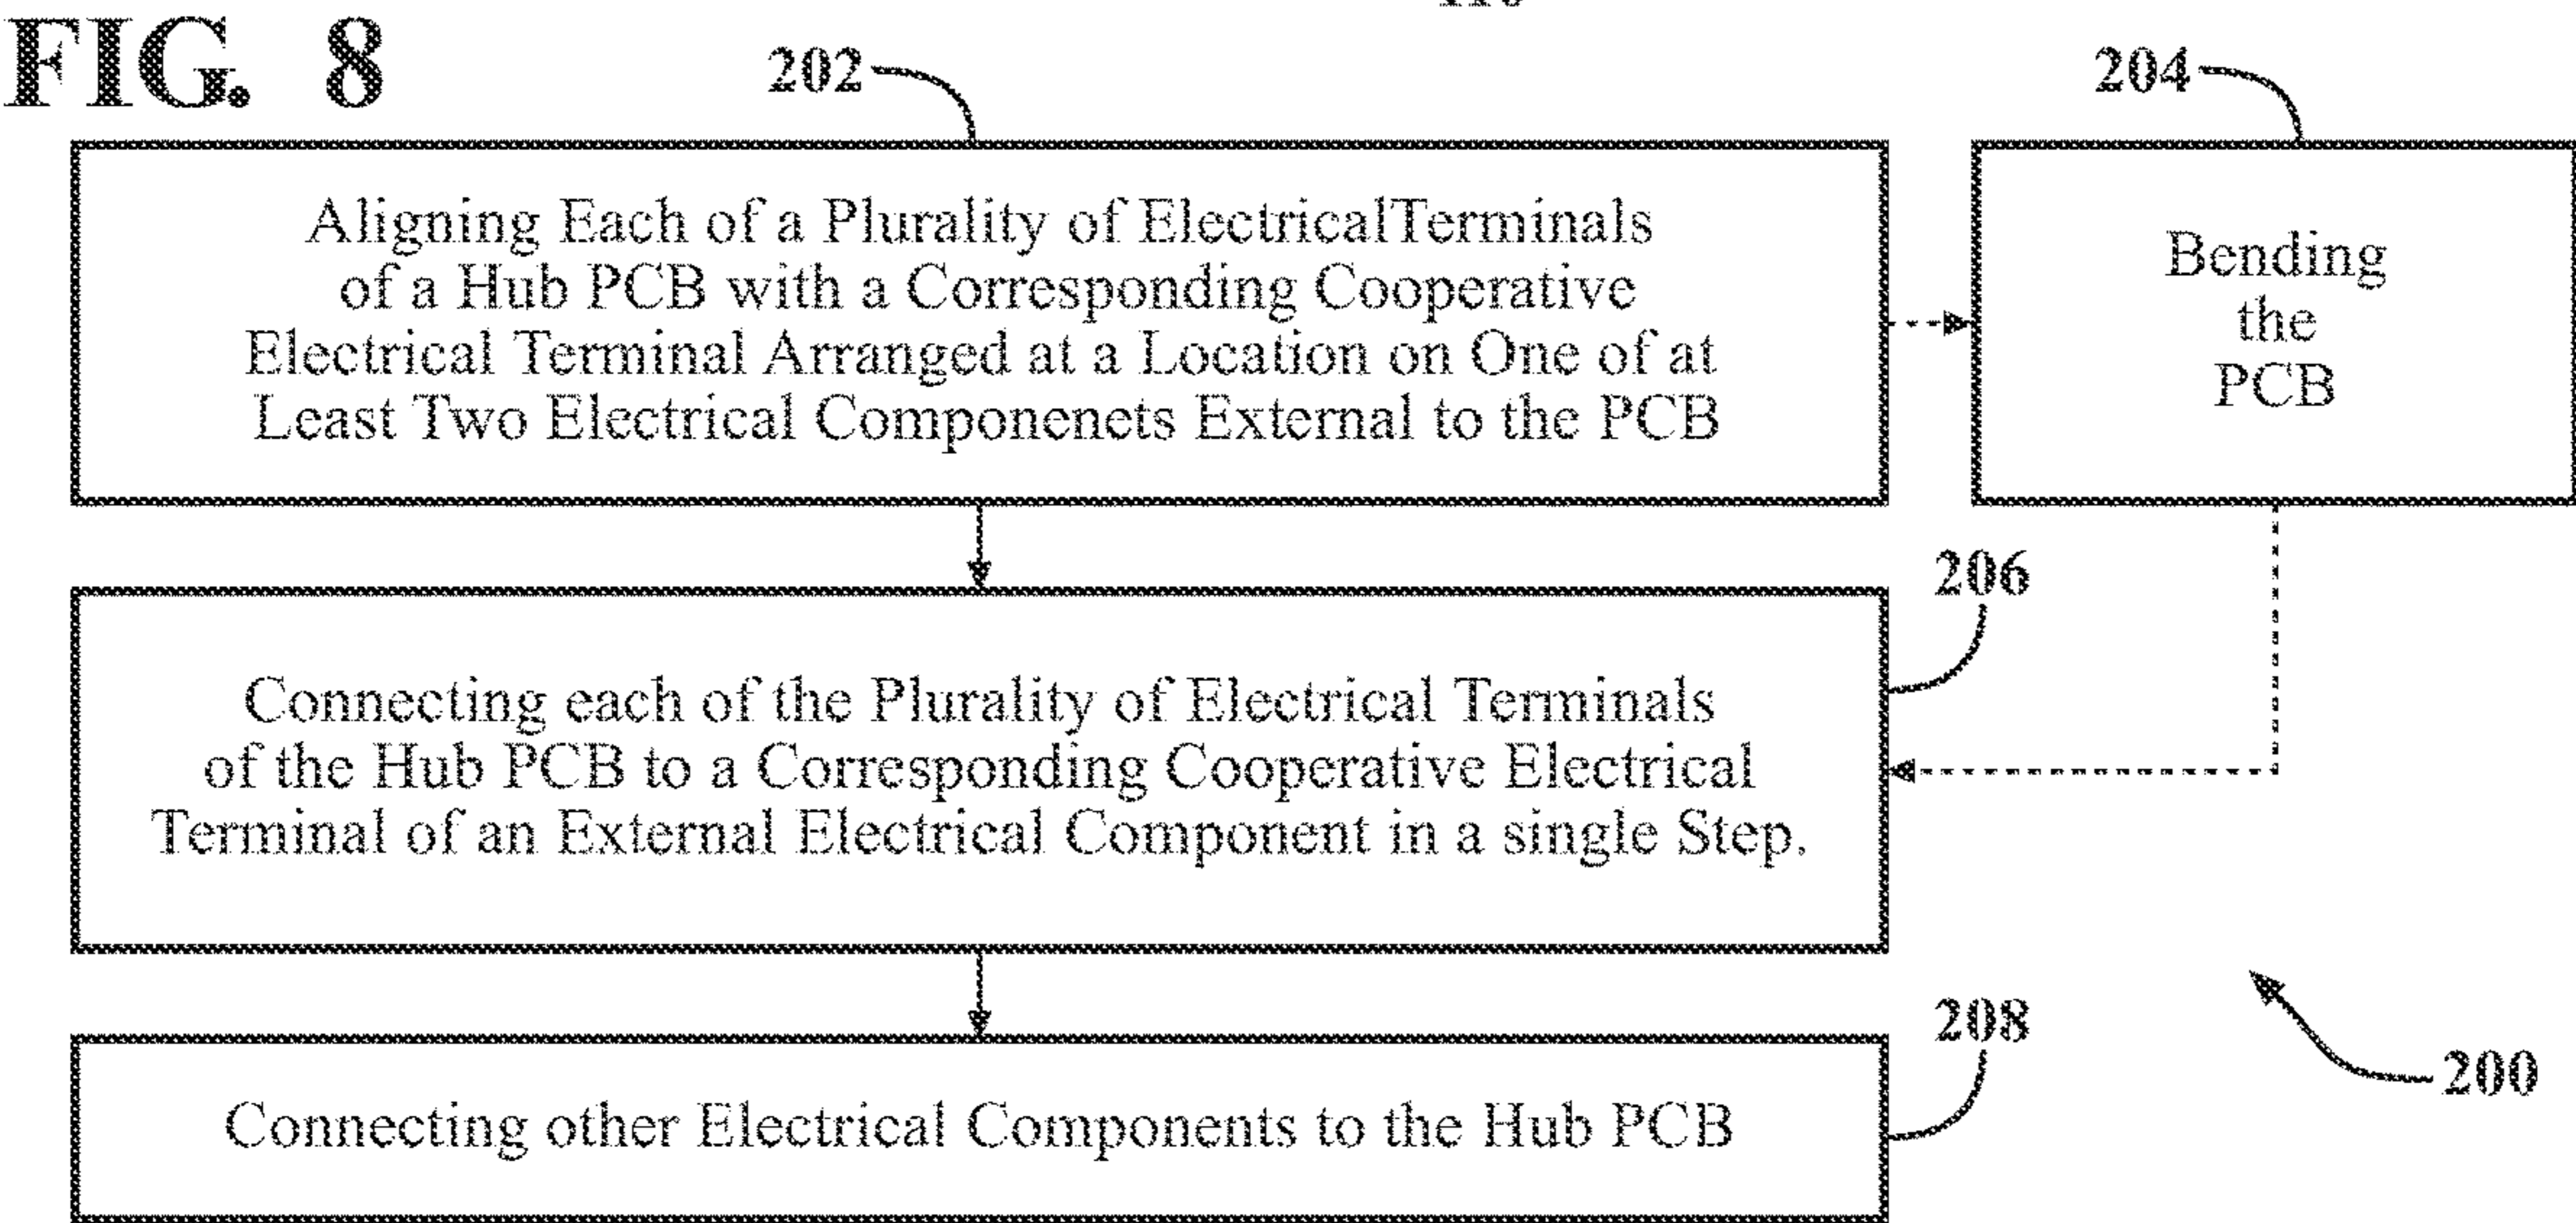 FIG. 8
202
204
Aligning Each of a Plurality of ElectricalTerminals
of a Hub PCB with a Corresponding Cooperative
Electrical Terminal Arranged at a Location on One of at
Least Two Electrical Componenets External to the PCB
Bending
the
PCB
206
Connecting each of the Plurality of Electrical Terminals
of the Hub PCB to a Corresponding Cooperative Electrical
Terminal of an External Electrical Component in a single Step.
208
Connecting other Electrical Components to the Hub PCB
200